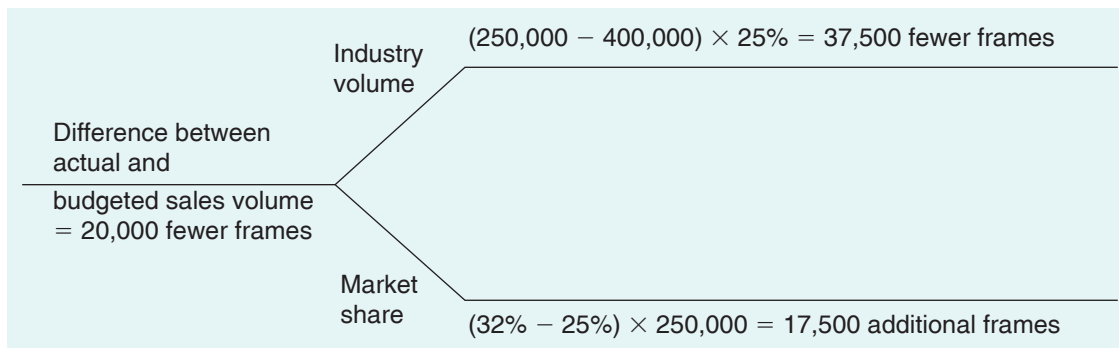 Industry
volume
(250,000 − 400,000) × 25% = 37,500 fewer frames
Difference between
actual and
budgeted sales volume
= 20,000 fewer frames
Market
share
(32% − 25%) × 250,000 = 17,500 additional frames